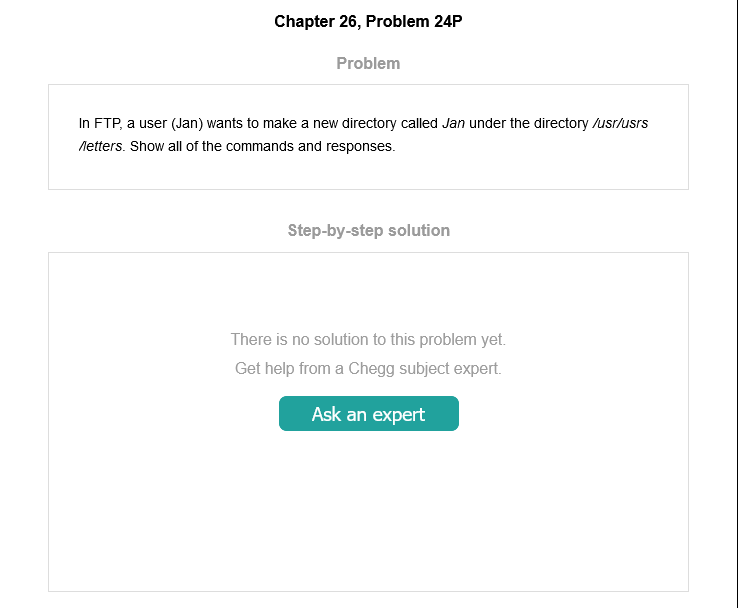 Chapter 26, Problem 24P
Problem
In FTP, a user (Jan) wants to make a new directory called Jan under the directory /usr/usrs
/letters. Show all of the commands and responses.
Step-by-step solution
There is no solution to this problem yet.
Get help from a Chegg subject expert.
Ask an expert